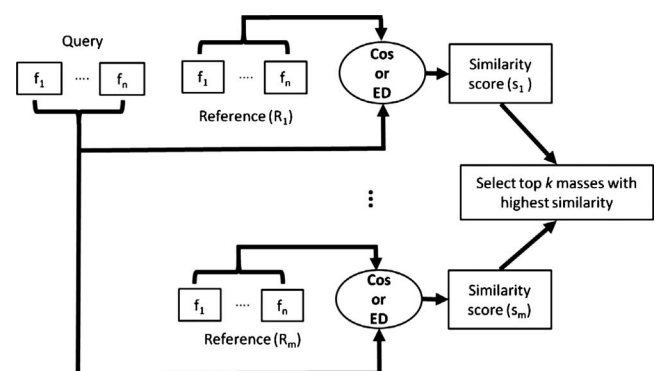 Query
f₁ .... fₙ
f₁ .... fₙ
Reference (R₁)
Cos
or
ED
Similarity
score (s₁)
Select top k masses with
highest similarity
⋮
f₁ .... fₙ
Reference (Rₘ)
Cos
or
ED
Similarity
score (sₘ)